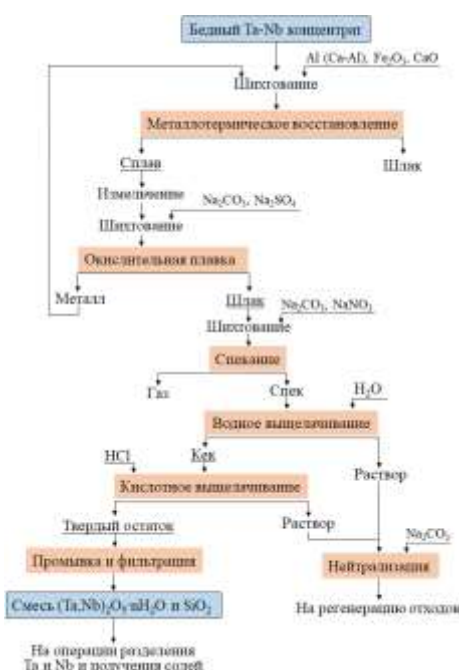 Бедный Ta-Nb концентрат
Al (Ca-Al), Fe₂O₃, CaO
Шихтование
Металлотермическое восстановление
Сплав
Шлак
Измельчение
Na₂CO₃, Na₂SO₄
Шихтование
Окислительная плавка
Металл
Шлак
Na₂CO₃, NaNO₃
Шихтование
Спекание
Газ
Спек
H₂O
Водное выщелачивание
HCl
Кек
Раствор
Кислотное выщелачивание
Твердый остаток
Раствор
Na₂CO₃
Промывка и фильтрация
Нейтрализация
Смесь (Ta,Nb)₂O₅·nH₂O и SiO₂
На регенерацию отходов
На операции разделения
Ta и Nb и получения солей